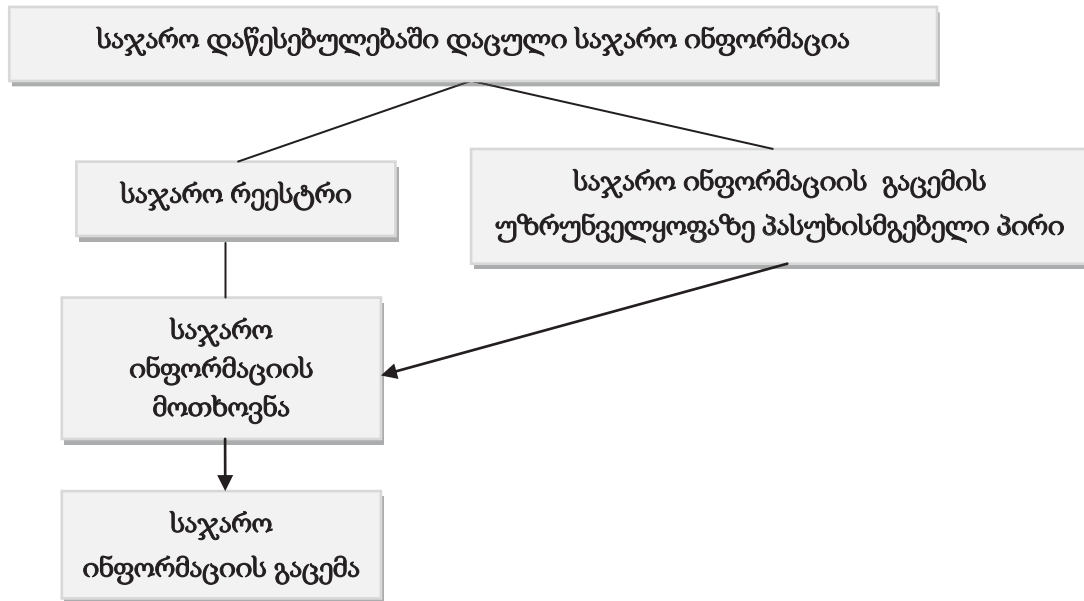 საჯარო დაწესებულებაში დაცული საჯარო ინფორმაცია
საჯარო რეესტრი
საჯარო ინფორმაციის გაცემის
უზრუნველყოფაზე პასუხისმგებელი პირი
საჯარო
ინფორმაციის
მოთხოვნა
საჯარო
ინფორმაციის გაცემა